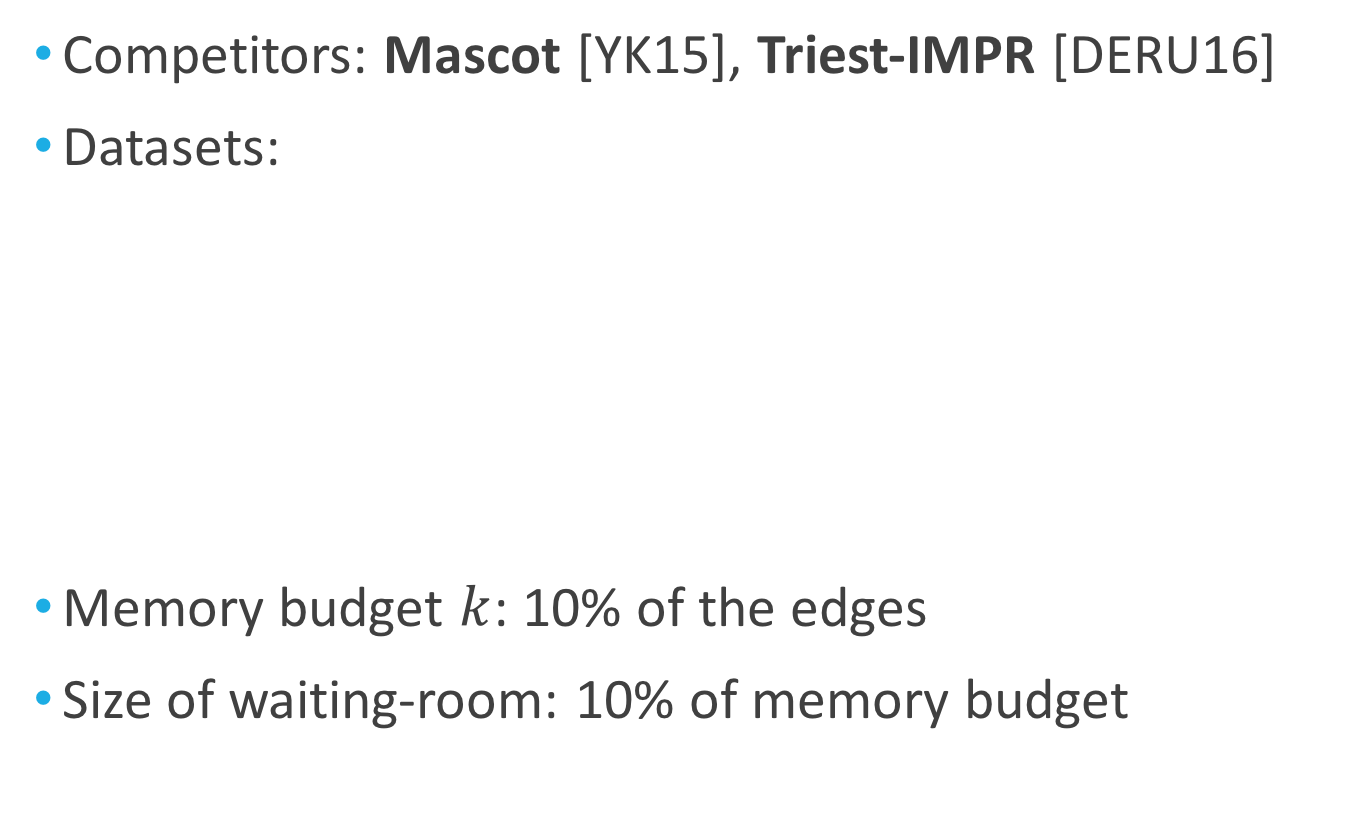 • Competitors: Mascot [YK15], Triest-IMPR [DERU16]
• Datasets:
• Memory budget k: 10% of the edges
• Size of waiting-room: 10% of memory budget